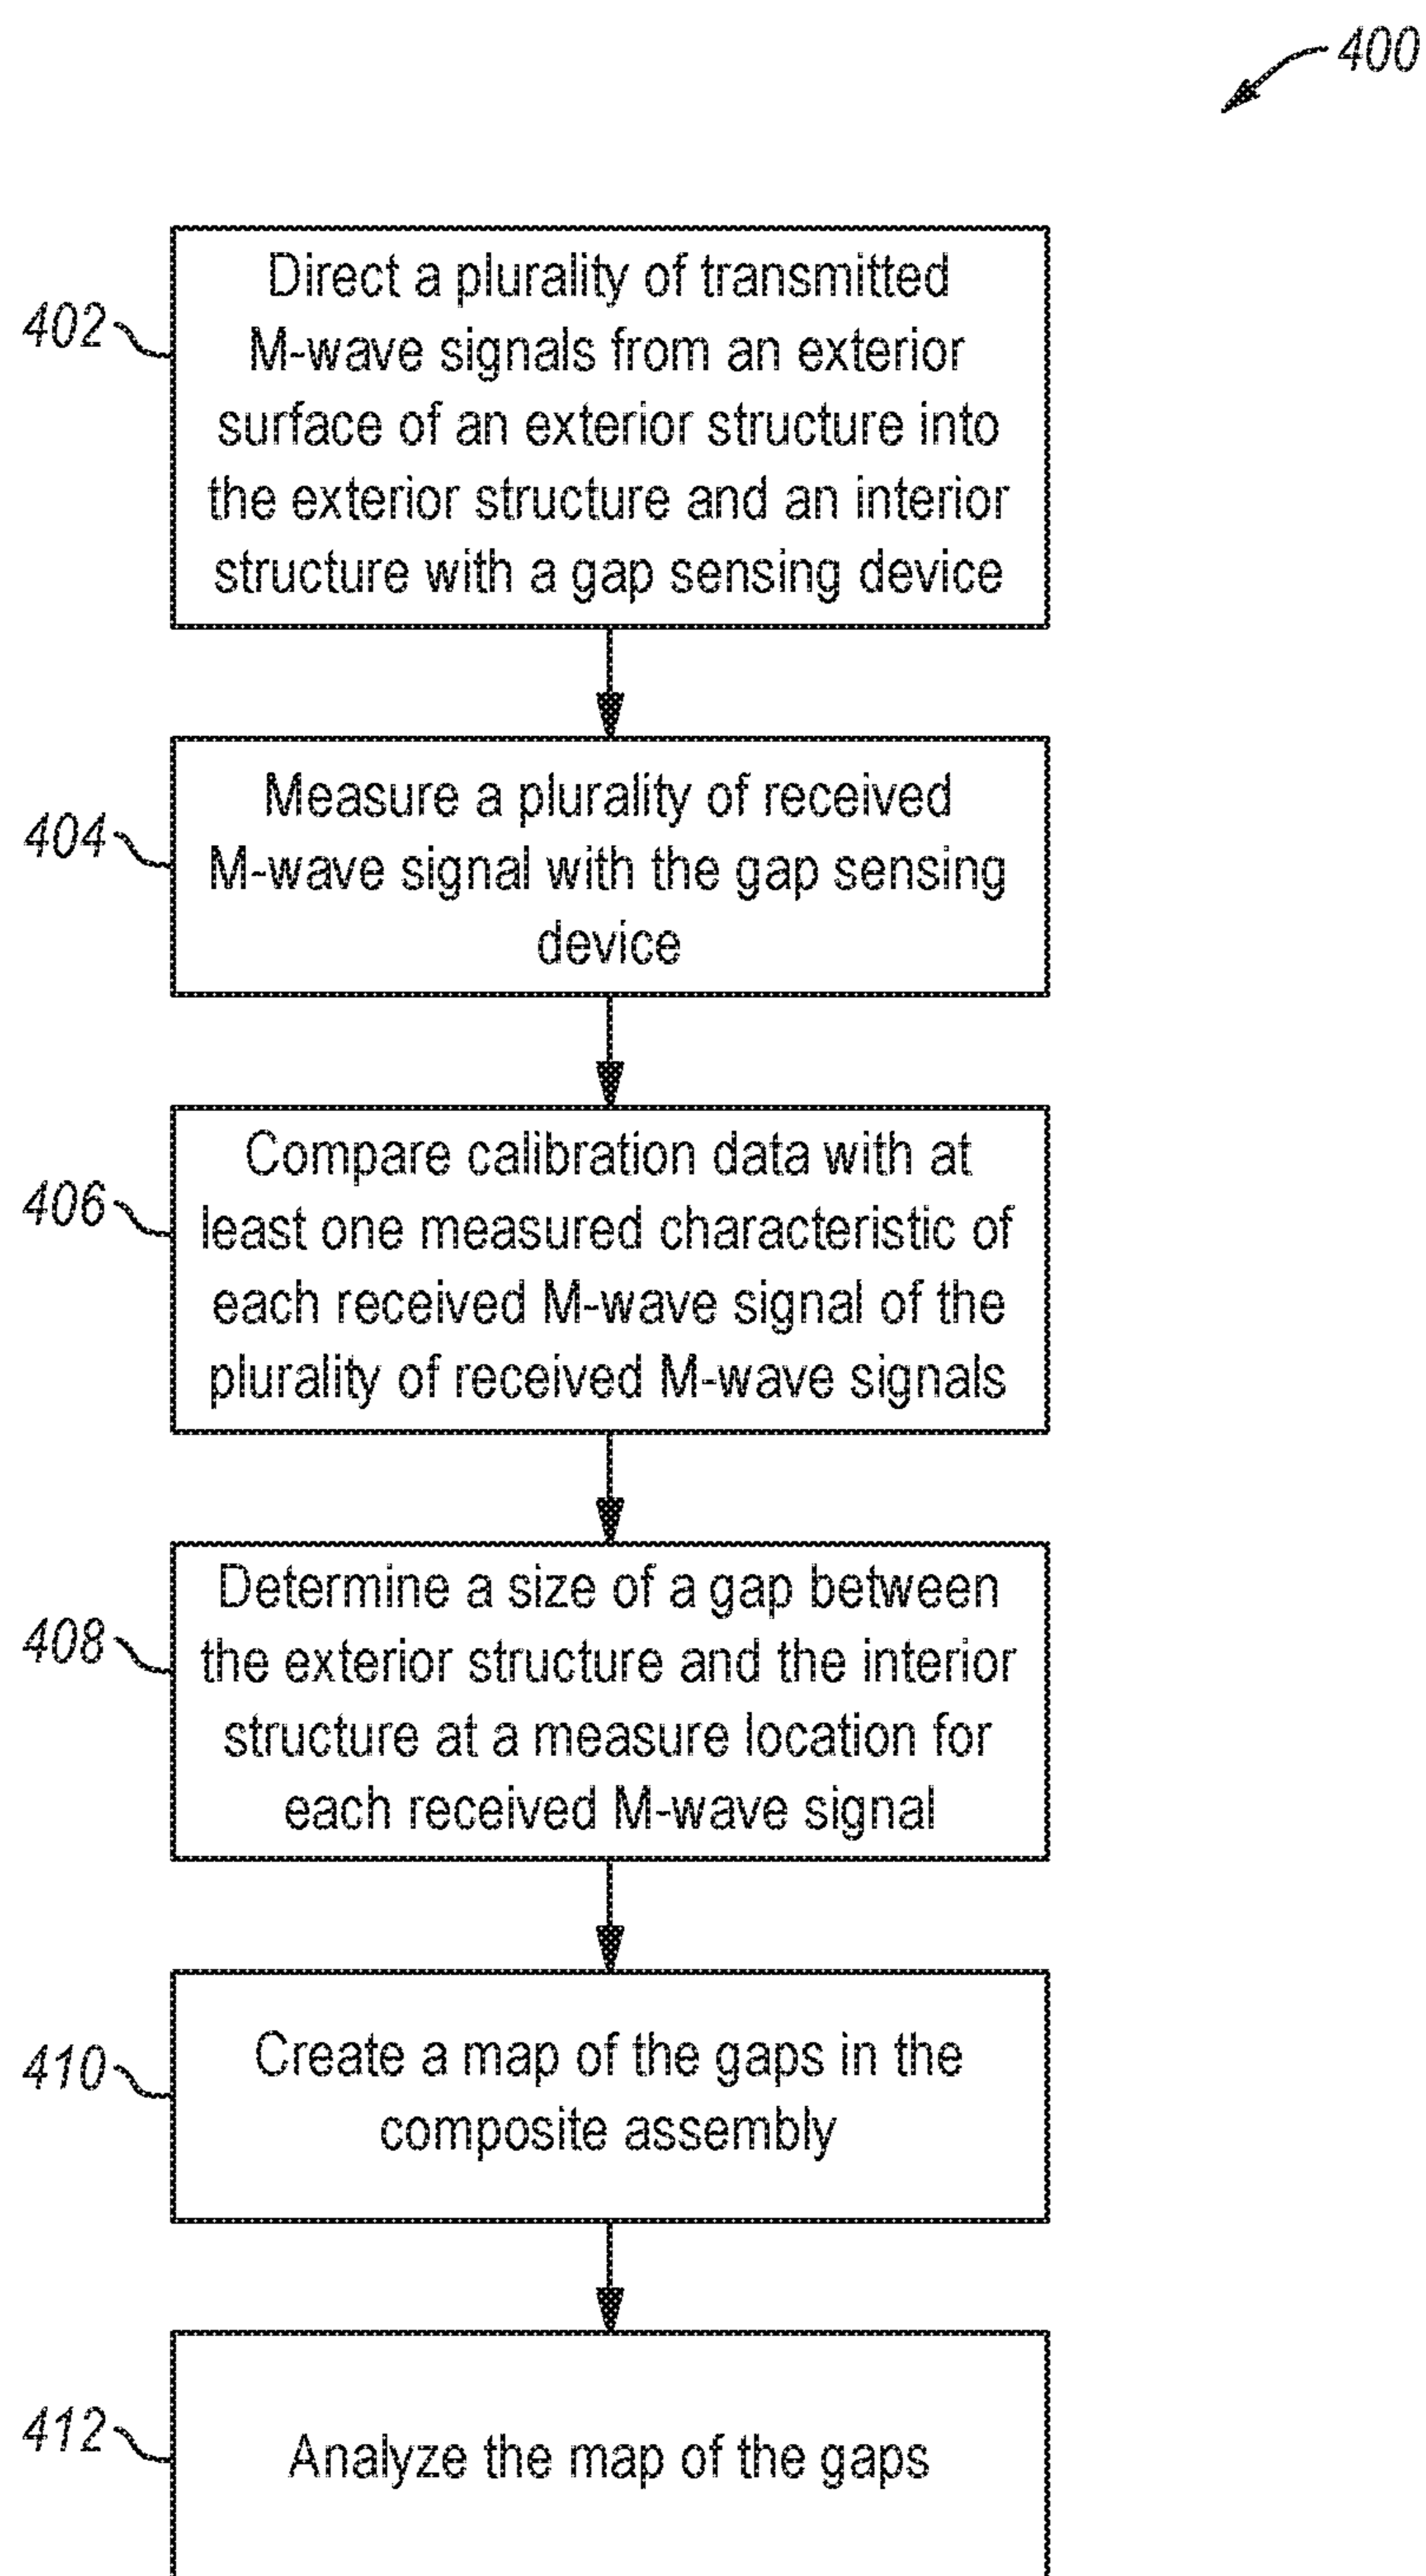 400
402
Direct a plurality of transmitted
M-wave signals from an exterior
surface of an exterior structure into
the exterior structure and an interior
structure with a gap sensing device
404
Measure a plurality of received
M-wave signal with the gap sensing
device
406
Compare calibration data with at
least one measured characteristic of
each received M-wave signal of the
plurality of received M-wave signals
408
Determine a size of a gap between
the exterior structure and the interior
structure at a measure location for
each received M-wave signal
410
Create a map of the gaps in the
composite assembly
412
Analyze the map of the gaps